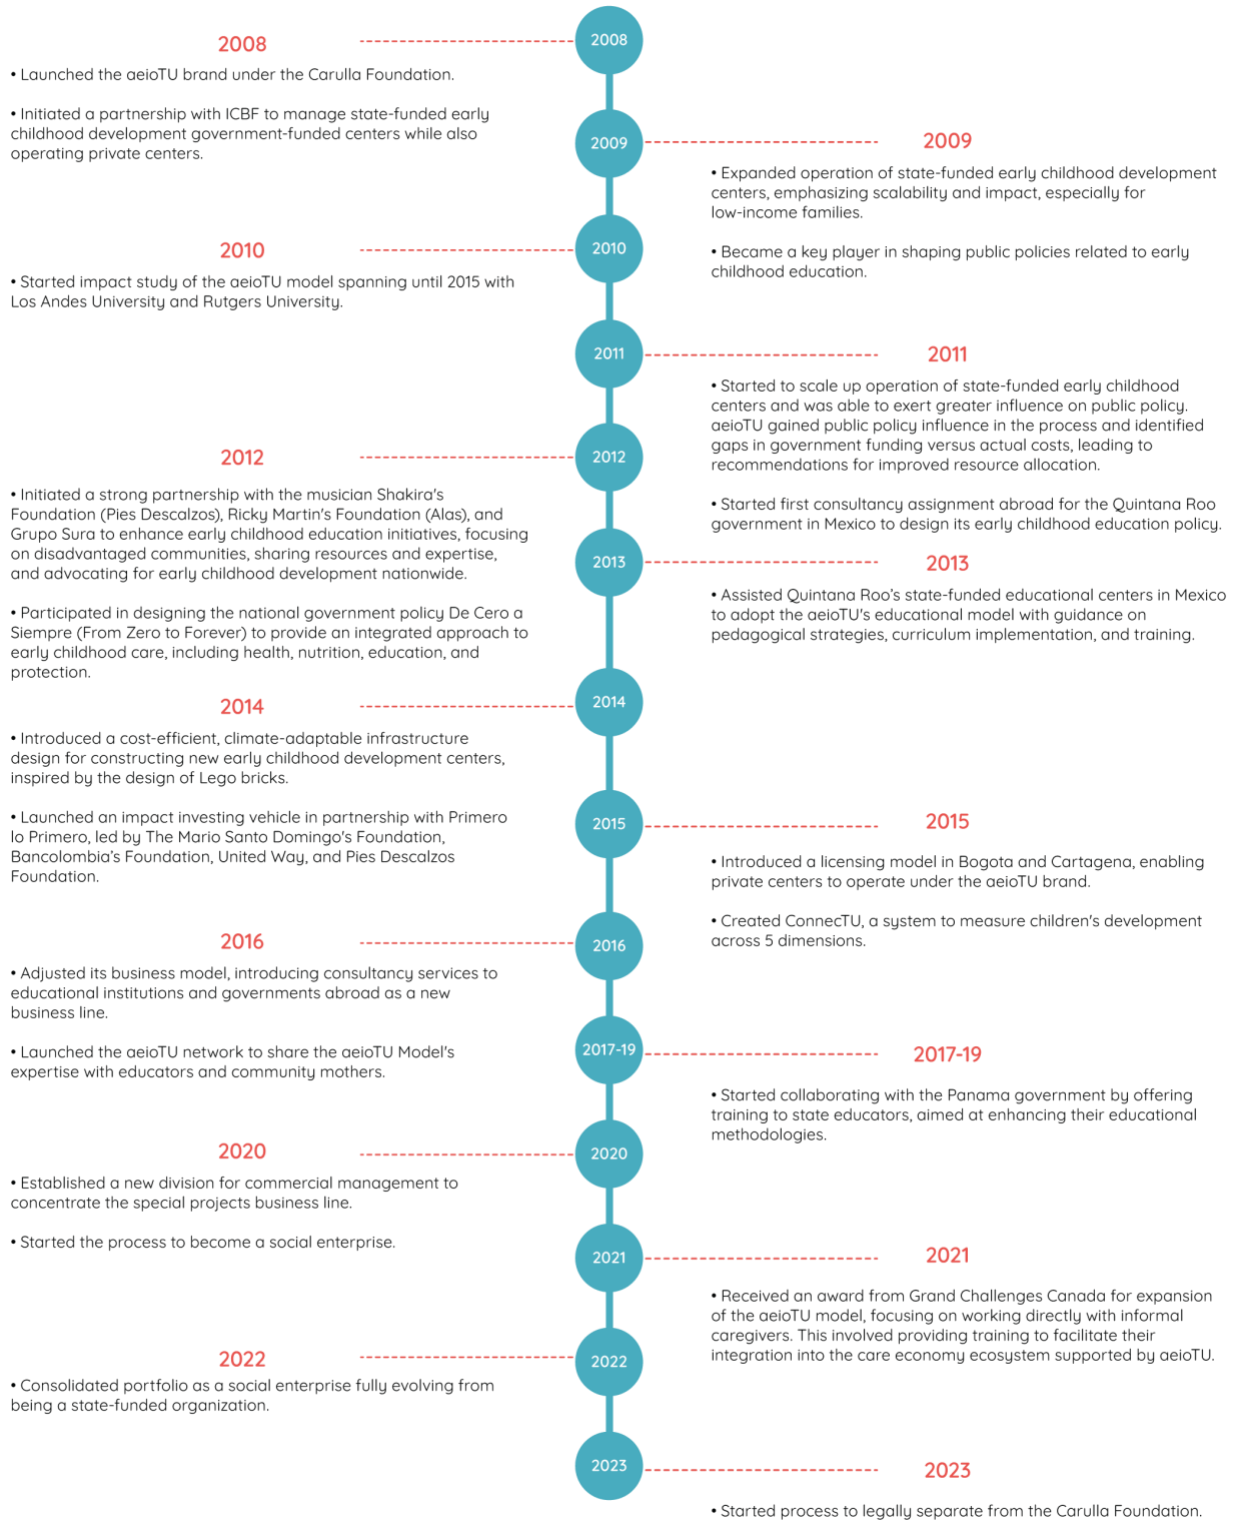 2008
2008
• Launched the aeioTU brand under the Carulla Foundation.
• Initiated a partnership with ICBF to manage state-funded early
childhood development government-funded centers while also
operating private centers.
2009
2009
• Expanded operation of state-funded early childhood development
centers, emphasizing scalability and impact, especially for
low-income families.
• Became a key player in shaping public policies related to early
childhood education.
2010
2010
• Started impact study of the aeioTU model spanning until 2015 with
Los Andes University and Rutgers University.
2011
2011
• Started to scale up operation of state-funded early childhood
centers and was able to exert greater influence on public policy.
aeioTU gained public policy influence in the process and identified
gaps in government funding versus actual costs, leading to
recommendations for improved resource allocation.
• Started first consultancy assignment abroad for the Quintana Roo
government in Mexico to design its early childhood education policy.
2012
2012
• Initiated a strong partnership with the musician Shakira's
Foundation (Pies Descalzos), Ricky Martin's Foundation (Alas), and
Grupo Sura to enhance early childhood education initiatives, focusing
on disadvantaged communities, sharing resources and expertise,
and advocating for early childhood development nationwide.
• Participated in designing the national government policy De Cero a
Siempre (From Zero to Forever) to provide an integrated approach to
early childhood care, including health, nutrition, education, and
protection.
2013
2013
• Assisted Quintana Roo’s state-funded educational centers in Mexico
to adopt the aeioTU's educational model with guidance on
pedagogical strategies, curriculum implementation, and training.
2014
2014
• Introduced a cost-efficient, climate-adaptable infrastructure
design for constructing new early childhood development centers,
inspired by the design of Lego bricks.
• Launched an impact investing vehicle in partnership with Primero
lo Primero, led by The Mario Santo Domingo's Foundation,
Bancolombia’s Foundation, United Way, and Pies Descalzos
Foundation.
2015
2015
• Introduced a licensing model in Bogota and Cartagena, enabling
private centers to operate under the aeioTU brand.
• Created ConnecTU, a system to measure children's development
across 5 dimensions.
2016
2016
• Adjusted its business model, introducing consultancy services to
educational institutions and governments abroad as a new
business line.
• Launched the aeioTU network to share the aeioTU Model's
expertise with educators and community mothers.
2017-19
2017-19
• Started collaborating with the Panama government by offering
training to state educators, aimed at enhancing their educational
methodologies.
2020
2020
• Established a new division for commercial management to
concentrate the special projects business line.
• Started the process to become a social enterprise.
2021
2021
• Received an award from Grand Challenges Canada for expansion
of the aeioTU model, focusing on working directly with informal
caregivers. This involved providing training to facilitate their
integration into the care economy ecosystem supported by aeioTU.
2022
2022
• Consolidated portfolio as a social enterprise fully evolving from
being a state-funded organization.
2023
2023
• Started process to legally separate from the Carulla Foundation.